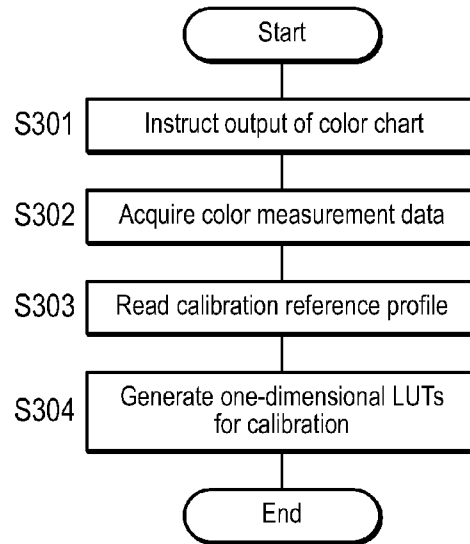 Start
S301
Instruct output of color chart
S302
Acquire color measurement data
S303
Read calibration reference profile
S304
Generate one-dimensional LUTs
for calibration
End